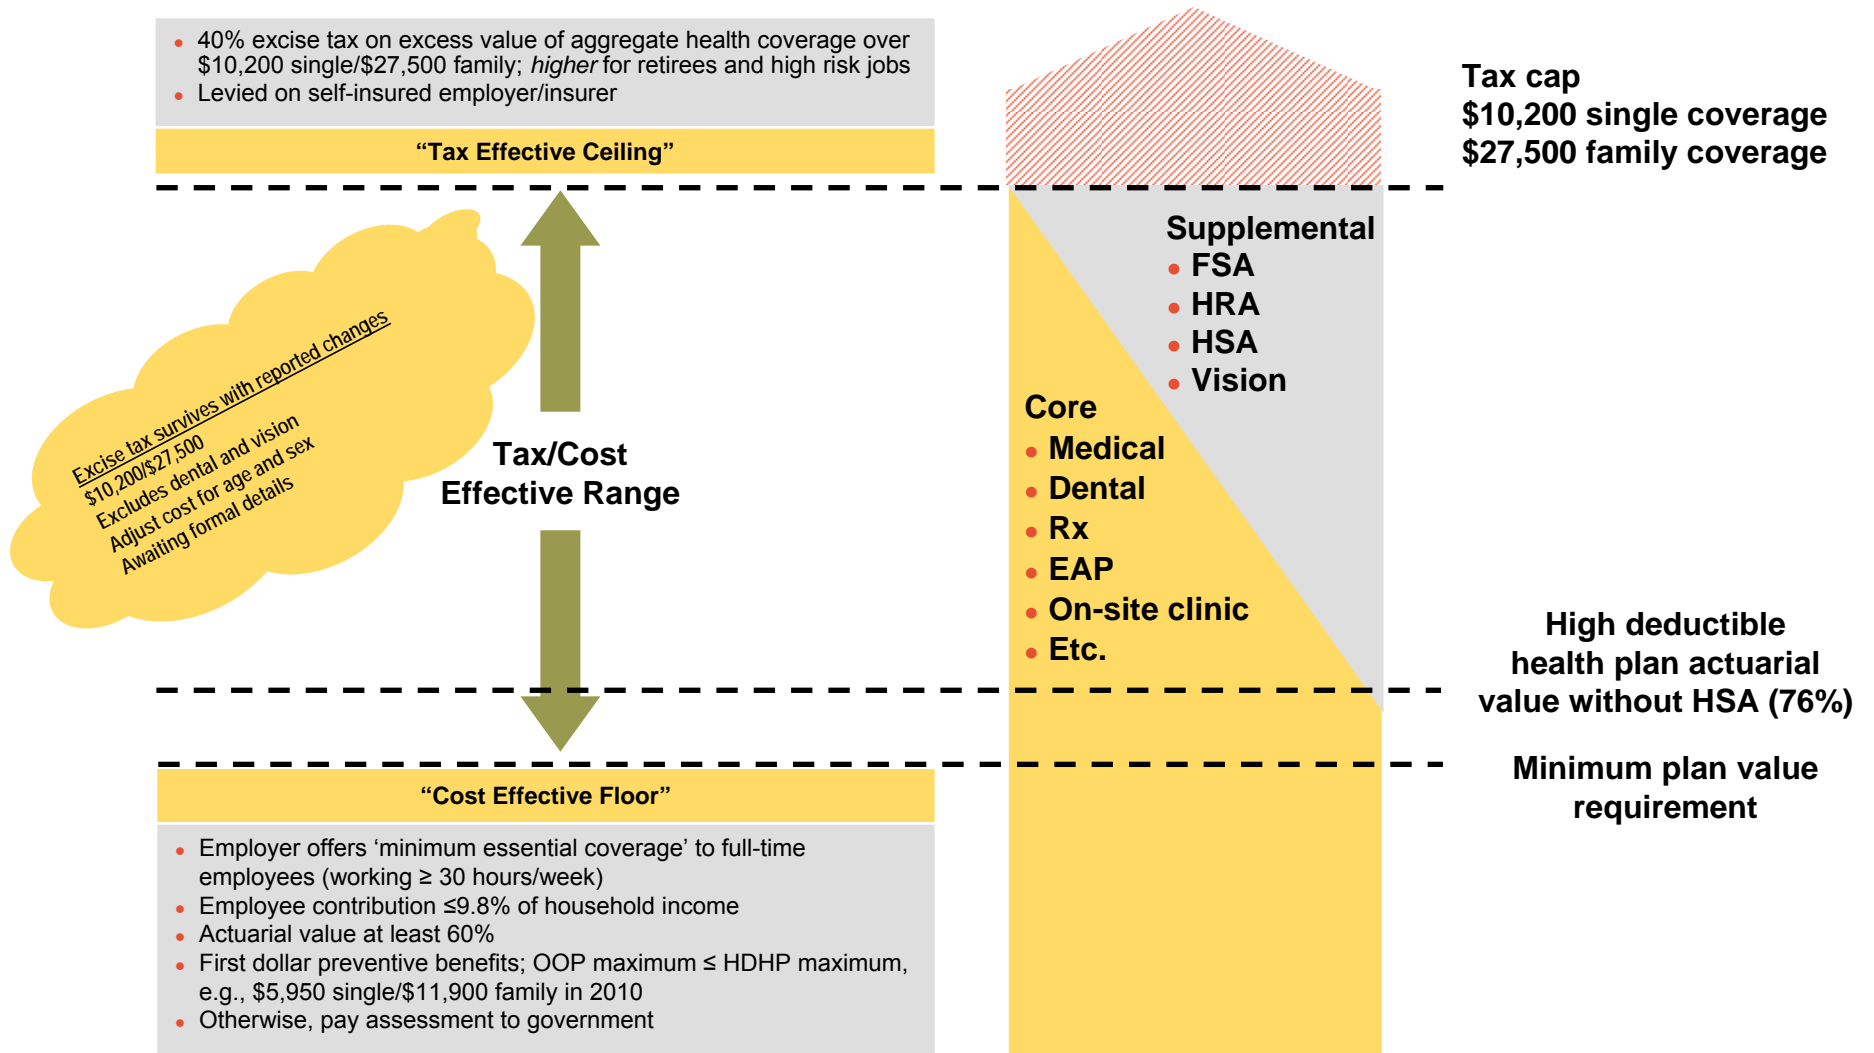 • 40% excise tax on excess value of aggregate health coverage over
$10,200 single/$27,500 family; higher for retirees and high risk jobs
• Levied on self-insured employer/insurer
“Tax Effective Ceiling”
Excise tax survives with reported changes
$10,200/$27,500
Excludes dental and vision
Adjust cost for age and sex
Awaiting formal details
Tax/Cost
Effective Range
“Cost Effective Floor”
• Employer offers ‘minimum essential coverage’ to full-time
employees (working ≥ 30 hours/week)
• Employee contribution ≤9.8% of household income
• Actuarial value at least 60%
• First dollar preventive benefits; OOP maximum ≤ HDHP maximum,
e.g., $5,950 single/$11,900 family in 2010
• Otherwise, pay assessment to government
Supplemental
• FSA
• HRA
• HSA
• Vision
Core
• Medical
• Dental
• Rx
• EAP
• On-site clinic
• Etc.
Tax cap
$10,200 single coverage
$27,500 family coverage
High deductible
health plan actuarial
value without HSA (76%)
Minimum plan value
requirement